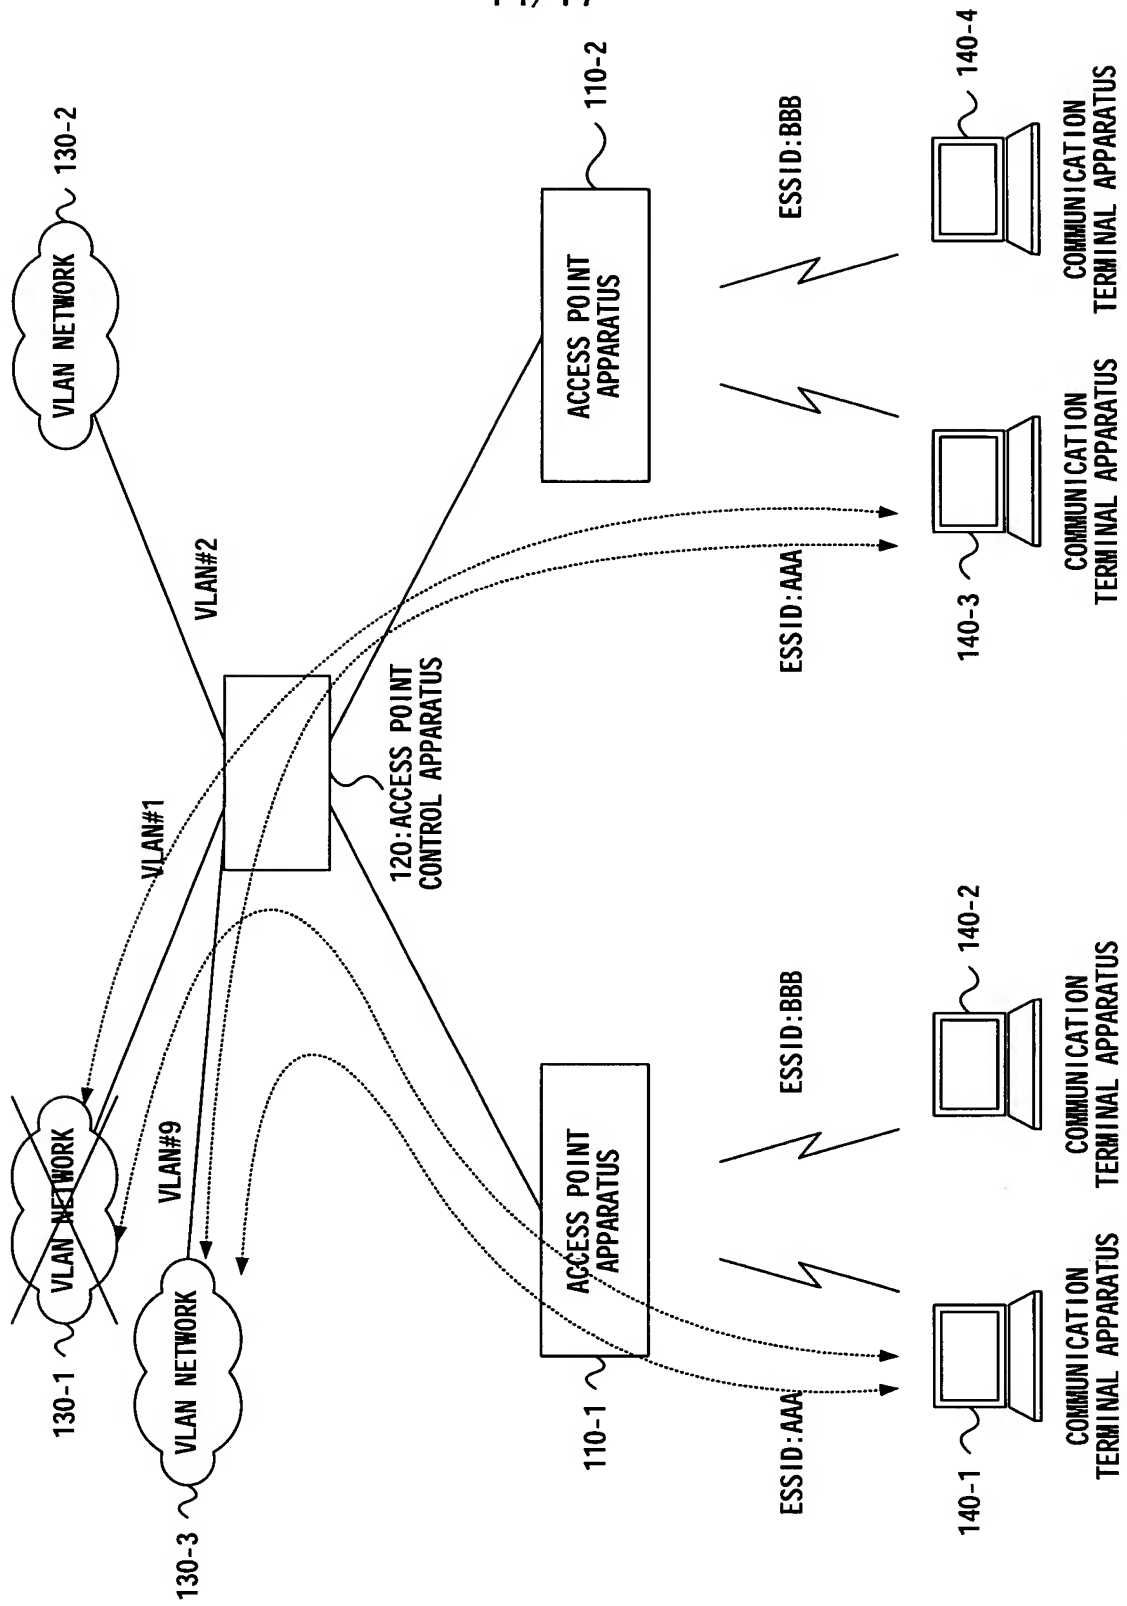 130-1
VLAN NETWORK
VLAN NETWORK
130-2
VLAN#1
VLAN#9
130-3
VLAN NETWORK
VLAN#2
120:ACCESS POINT
CONTROL APPARATUS
110-1
ACCESS POINT
APPARATUS
ACCESS POINT
APPARATUS
110-2
ESSID:AAA
ESSID:BBB
ESSID:AAA
ESSID:BBB
140-1
140-2
140-3
140-4
COMMUNICATION
TERMINAL APPARATUS
COMMUNICATION
TERMINAL APPARATUS
COMMUNICATION
TERMINAL APPARATUS
COMMUNICATION
TERMINAL APPARATUS